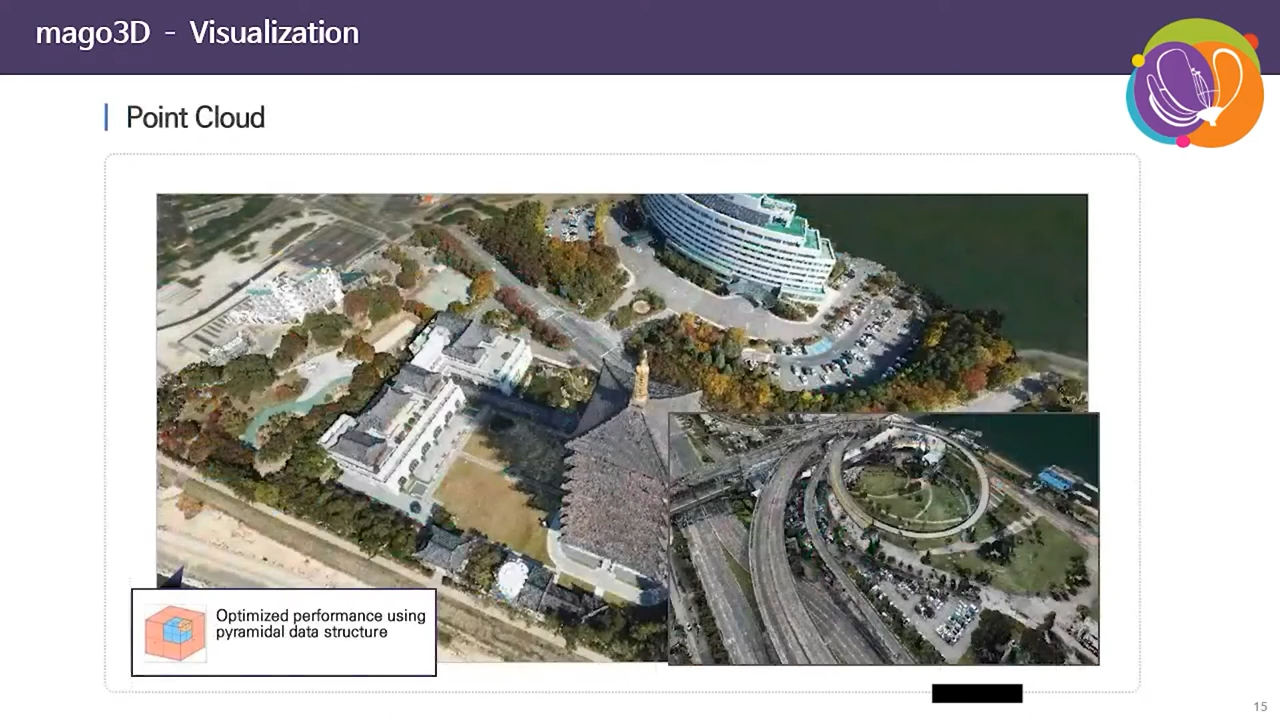 mago3D - Visualization
Point Cloud
Optimized performance using
pyramidal data structure
15